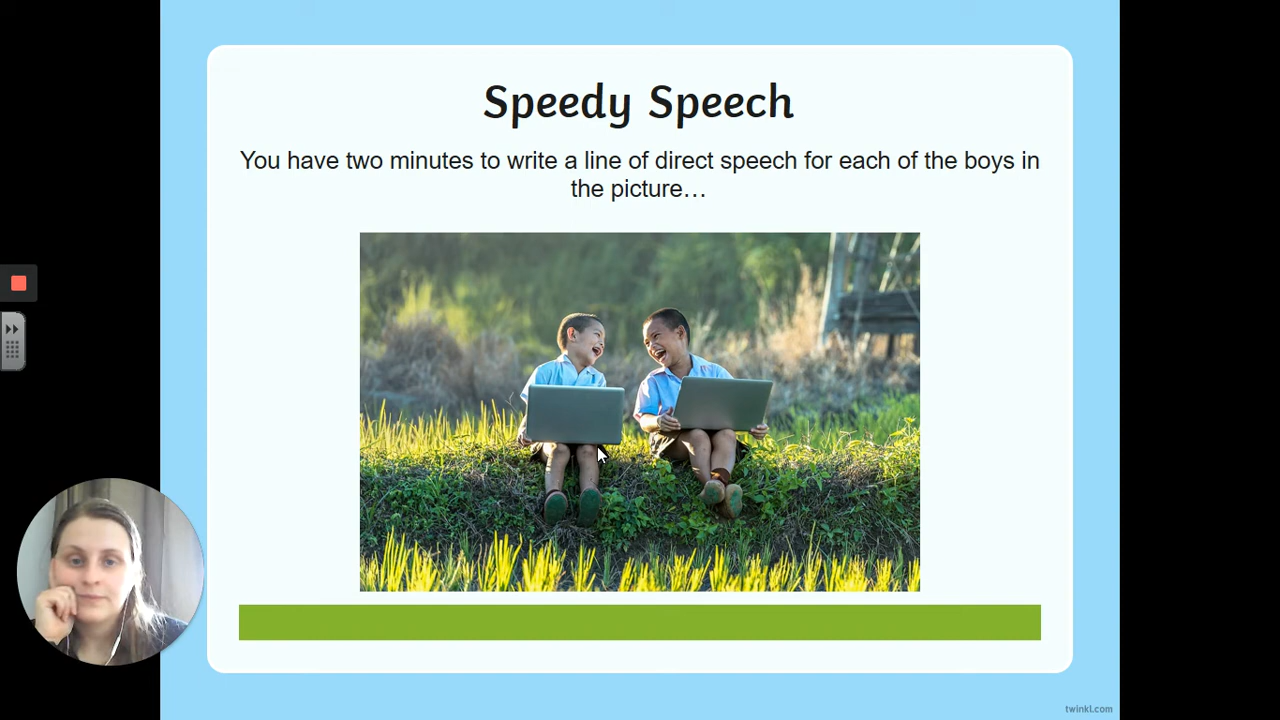 Speedy Speech
You have two minutes to write a line of direct speech for each of the boys in
the picture…
twinkl.com